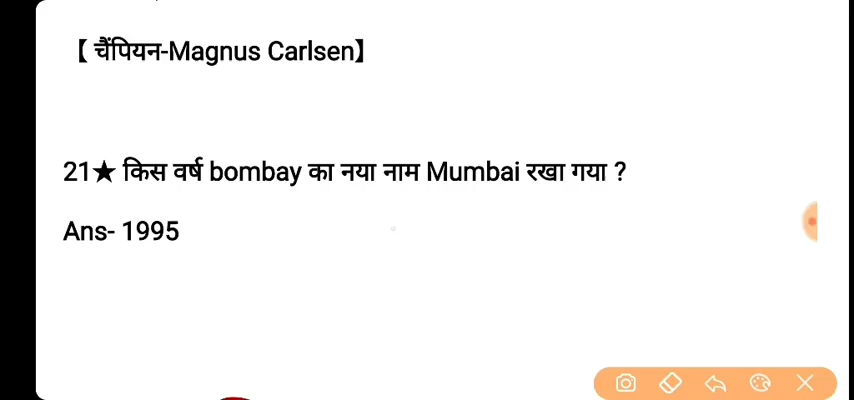 【 चैंपियन-Magnus Carlsen】
21★ किस वर्ष bombay का नया नाम Mumbai रखा गया ?
Ans- 1995